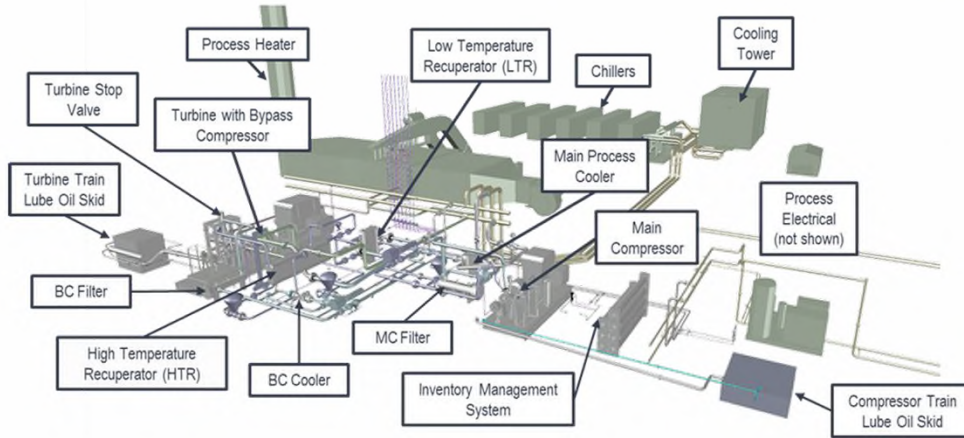 Process Heater
Low Temperature
Recuperator (LTR)
Cooling
Tower
Chillers
Turbine Stop
Valve
Turbine with Bypass
Compressor
Main Process
Cooler
Turbine Train
Lube Oil Skid
Process
Electrical
(not shown)
Main
Compressor
BC Filter
MC Filter
High Temperature
Recuperator (HTR)
BC Cooler
Inventory Management
System
Compressor Train
Lube Oil Skid